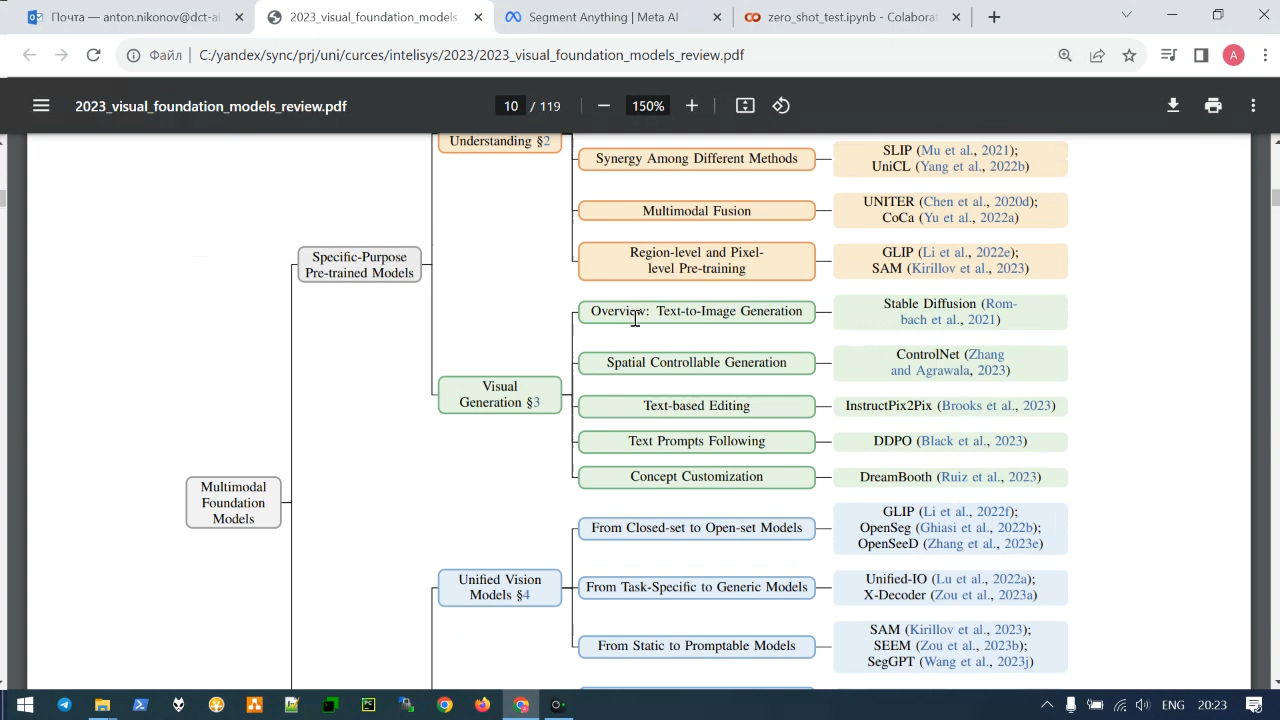 Почта — anton.nikonov@dct-ai
2023_visual_foundation_models
Segment Anything | Meta AI
zero_shot_test.ipynb - Colaborat
Файл
C:/yandex/sync/prj/uni/curces/intelisys/2023/2023_visual_foundation_models_review.pdf
A
2023_visual_foundation_models_review.pdf
10 / 119
150%
Understanding §2
Synergy Among Different Methods
SLIP (Mu et al., 2021);
UniCL (Yang et al., 2022b)
Multimodal Fusion
UNITER (Chen et al., 2020d);
CoCa (Yu et al., 2022a)
Specific-Purpose
Pre-trained Models
Region-level and Pixel-
level Pre-training
GLIP (Li et al., 2022e);
SAM (Kirillov et al., 2023)
Overview: Text-to-Image Generation
Stable Diffusion (Rom-
bach et al., 2021)
Spatial Controllable Generation
ControlNet (Zhang
and Agrawala, 2023)
Visual
Generation §3
Text-based Editing
InstructPix2Pix (Brooks et al., 2023)
Text Prompts Following
DDPO (Black et al., 2023)
Concept Customization
DreamBooth (Ruiz et al., 2023)
Multimodal
Foundation
Models
From Closed-set to Open-set Models
GLIP (Li et al., 2022f);
OpenSeg (Ghiasi et al., 2022b);
OpenSeeD (Zhang et al., 2023e)
Unified Vision
Models §4
From Task-Specific to Generic Models
Unified-IO (Lu et al., 2022a);
X-Decoder (Zou et al., 2023a)
From Static to Promptable Models
SAM (Kirillov et al., 2023);
SEEM (Zou et al., 2023b);
SegGPT (Wang et al., 2023j)
ENG
20:23